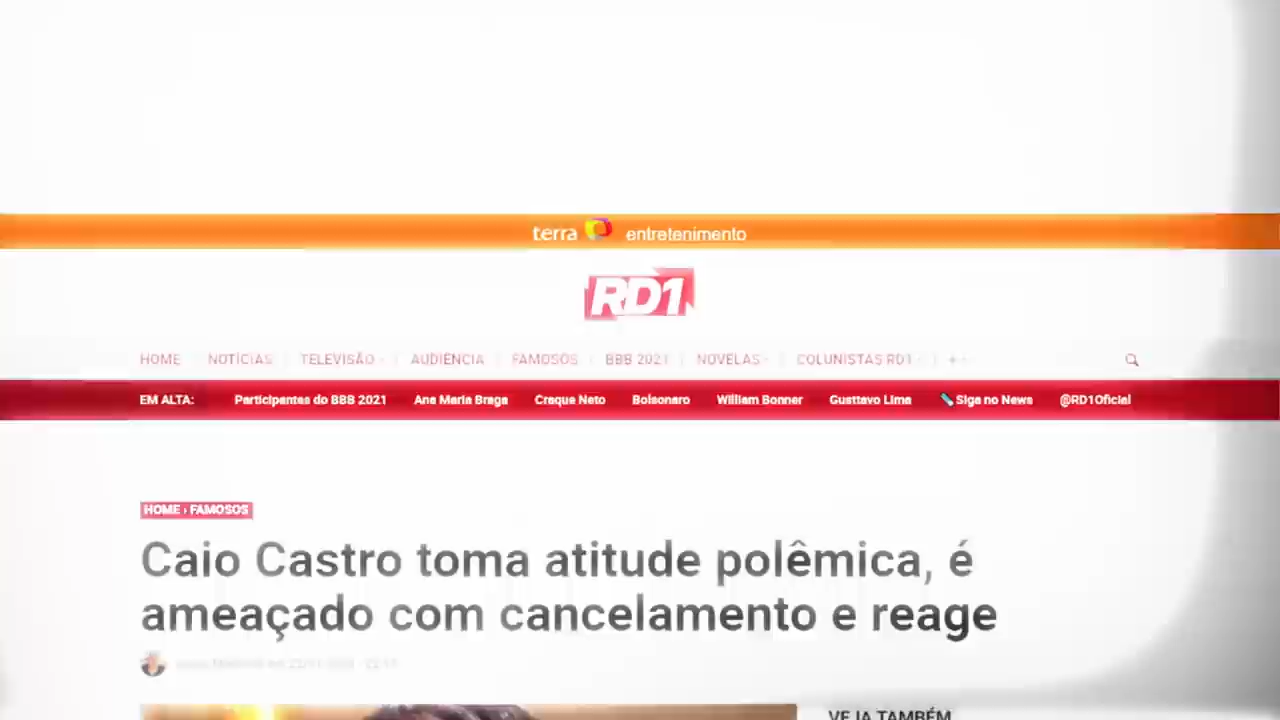 terra entretenimento
RD1
HOME NOTÍCIAS TELEVISÃO AUDIÊNCIA FAMOSOS BBB 2021 NOVELAS COLUNISTAS RD1 +
EM ALTA: Participantes do BBB 2021 Ana Maria Braga Craque Neto Bolsonaro William Bonner Gusttavo Lima Siga no News @RD1Oficial
HOME › FAMOSOS
Caio Castro toma atitude polêmica, é
ameaçado com cancelamento e reage
VEJA TAMBÉM